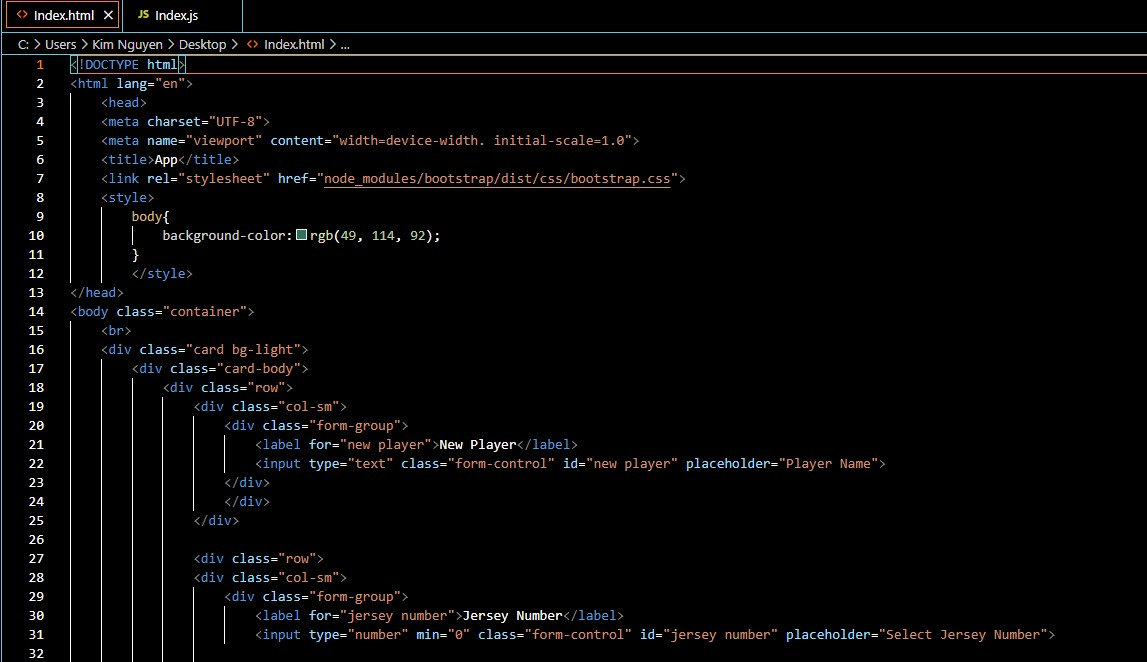 Index.html
JS Index.js
C: > Users > Kim Nguyen > Desktop > Index.html > ...
1 <!DOCTYPE html>
2 <html lang="en">
3 <head>
4 <meta charset="UTF-8">
5 <meta name="viewport" content="width=device-width. initial-scale=1.0">
6 <title>App</title>
7 <link rel="stylesheet" href="node_modules/bootstrap/dist/css/bootstrap.css">
8 <style>
9 body{
10 background-color: rgb(49, 114, 92);
11 }
12 </style>
13 </head>
14 <body class="container">
15 <br>
16 <div class="card bg-light">
17 <div class="card-body">
18 <div class="row">
19 <div class="col-sm">
20 <div class="form-group">
21 <label for="new player">New Player</label>
22 <input type="text" class="form-control" id="new player" placeholder="Player Name">
23 </div>
24 </div>
25 </div>
26
27 <div class="row">
28 <div class="col-sm">
29 <div class="form-group">
30 <label for="jersey number">Jersey Number</label>
31 <input type="number" min="0" class="form-control" id="jersey number" placeholder="Select Jersey Number">
32